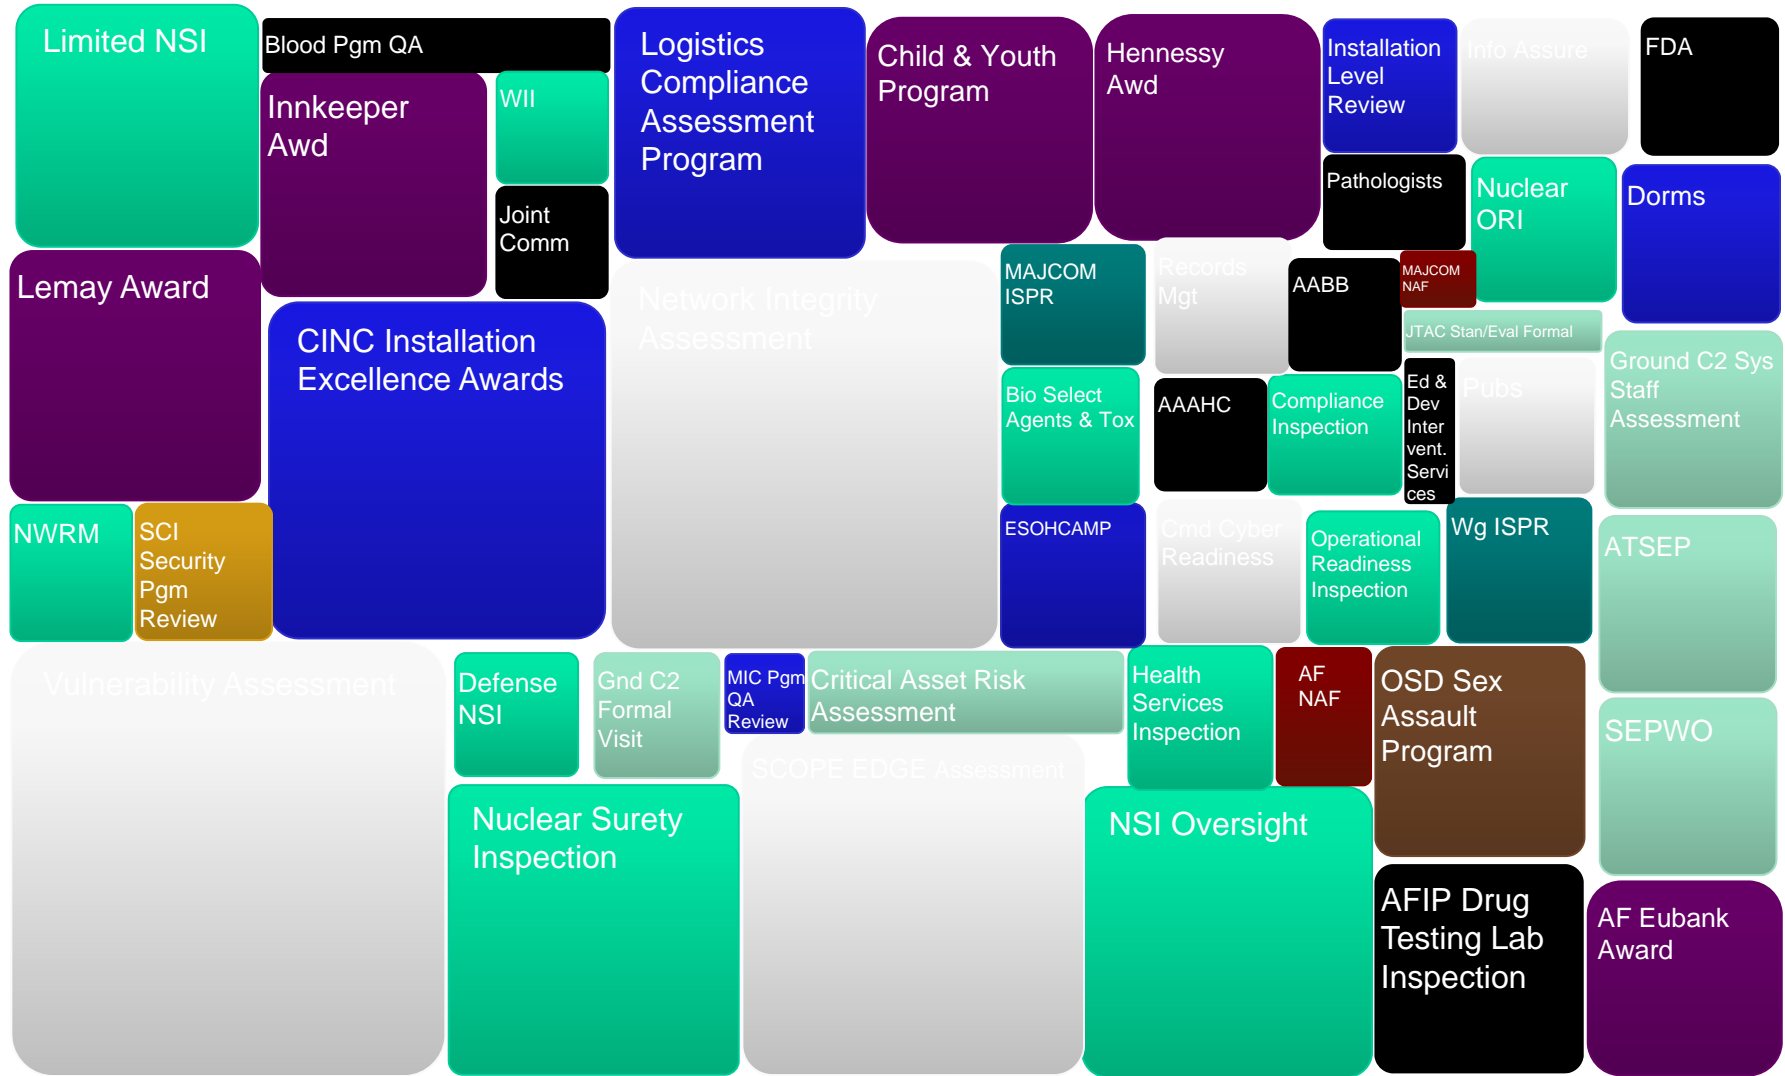 Limited NSI
Blood Pgm QA
Innkeeper
Awd
WII
Joint
Comm
Logistics
Compliance
Assessment
Program
Child & Youth
Program
Hennessy
Awd
Installation
Level
Review
Info Assure
FDA
Pathologists
Nuclear
ORI
Dorms
Lemay Award
CINC Installation
Excellence Awards
Network Integrity
Assessment
MAJCOM
ISPR
Records
Mgt
AABB
MAJCOM
NAF
JTAC Stan/Eval Formal
Ground C2 Sys
Staff
Assessment
Bio Select
Agents & Tox
AAAHC
Compliance
Inspection
Ed &
Dev
Inter
vent.
Servi
ces
Pubs
NWRM
SCI
Security
Pgm
Review
ESOHCAMP
Cmd Cyber
Readiness
Operational
Readiness
Inspection
Wg ISPR
ATSEP
Vulnerability Assessment
Defense
NSI
Gnd C2
Formal
Visit
MIC Pgm
QA
Review
Critical Asset Risk
Assessment
Health
Services
Inspection
AF
NAF
OSD Sex
Assault
Program
SEPWO
SCOPE EDGE Assessment
Nuclear Surety
Inspection
NSI Oversight
AFIP Drug
Testing Lab
Inspection
AF Eubank
Award